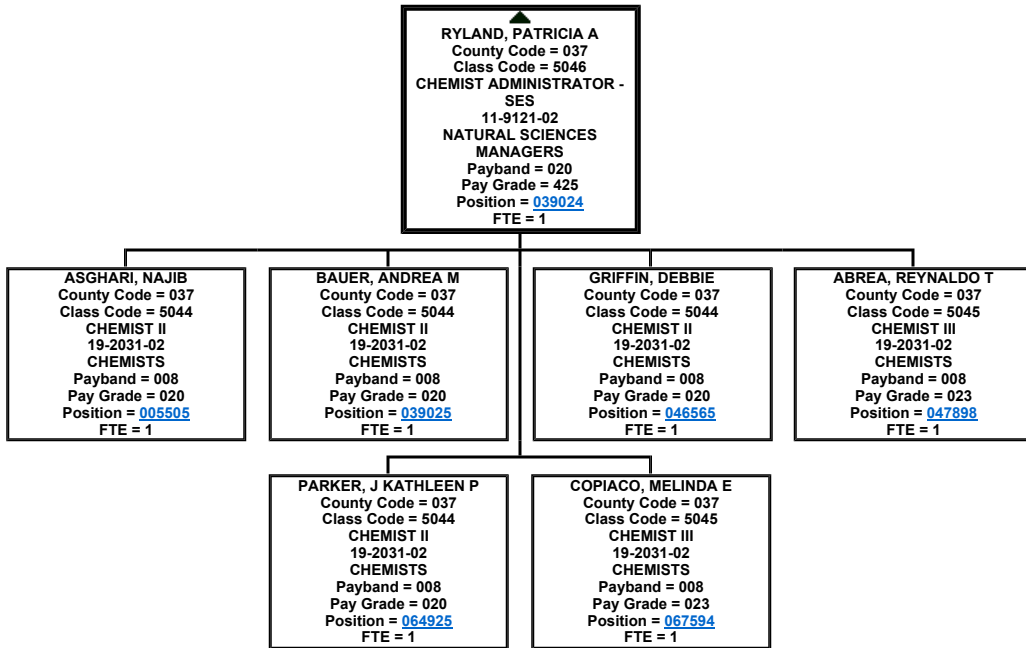 RYLAND, PATRICIA A
County Code = 037
Class Code = 5046
CHEMIST ADMINISTRATOR -
SES
11-9121-02
NATURAL SCIENCES
MANAGERS
Payband = 020
Pay Grade = 425
Position = 039024
FTE = 1
ASGHARI, NAJIB
County Code = 037
Class Code = 5044
CHEMIST II
19-2031-02
CHEMISTS
Payband = 008
Pay Grade = 020
Position = 005505
FTE = 1
BAUER, ANDREA M
County Code = 037
Class Code = 5044
CHEMIST II
19-2031-02
CHEMISTS
Payband = 008
Pay Grade = 020
Position = 039025
FTE = 1
GRIFFIN, DEBBIE
County Code = 037
Class Code = 5044
CHEMIST II
19-2031-02
CHEMISTS
Payband = 008
Pay Grade = 020
Position = 046565
FTE = 1
ABREA, REYNALDO T
County Code = 037
Class Code = 5045
CHEMIST III
19-2031-02
CHEMISTS
Payband = 008
Pay Grade = 023
Position = 047898
FTE = 1
PARKER, J KATHLEEN P
County Code = 037
Class Code = 5044
CHEMIST II
19-2031-02
CHEMISTS
Payband = 008
Pay Grade = 020
Position = 064925
FTE = 1
COPIACO, MELINDA E
County Code = 037
Class Code = 5045
CHEMIST III
19-2031-02
CHEMISTS
Payband = 008
Pay Grade = 023
Position = 067594
FTE = 1